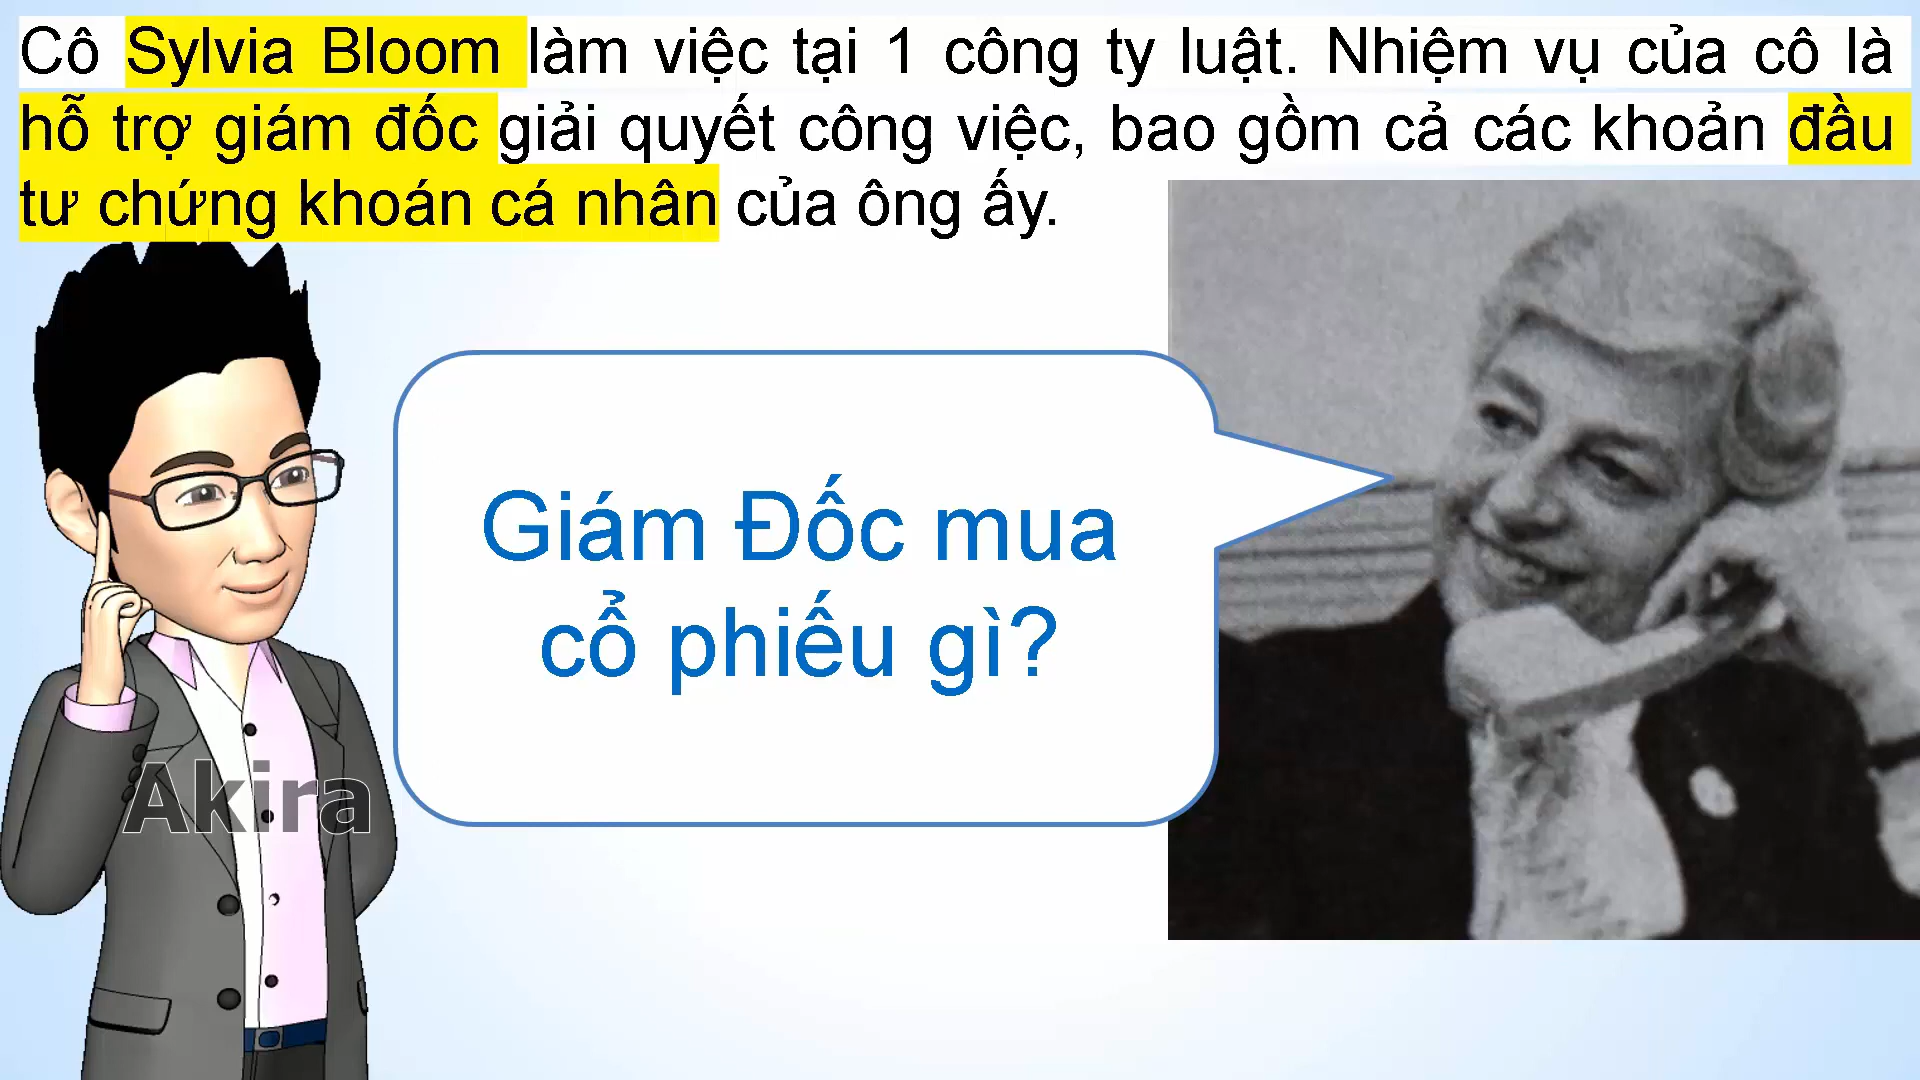 Cô Sylvia Bloom làm việc tại 1 công ty luật. Nhiệm vụ của cô là
hỗ trợ giám đốc giải quyết công việc, bao gồm cả các khoản đầu
tư chứng khoán cá nhân của ông ấy.
Giám Đốc mua
cổ phiếu gì?
Akira